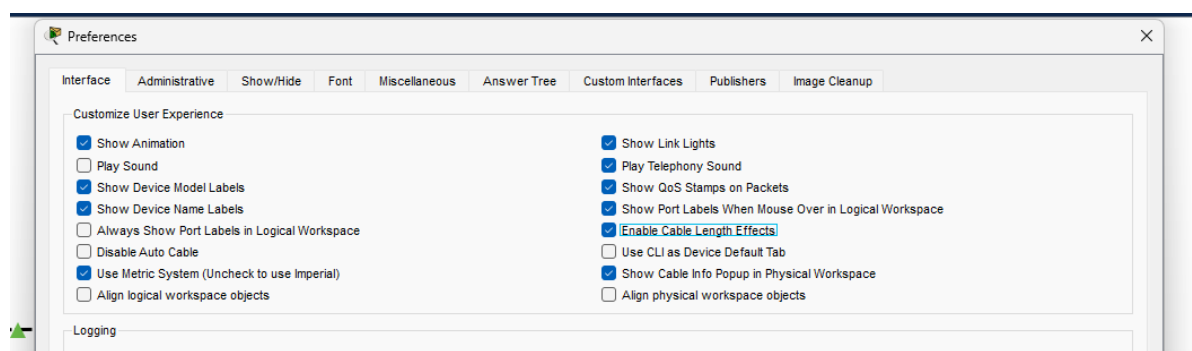 Preferences
Interface Administrative Show/Hide Font Miscellaneous Answer Tree Custom Interfaces Publishers Image Cleanup
Customize User Experience
Show Animation
Show Link Lights
Play Sound
Play Telephony Sound
Show Device Model Labels
Show QoS Stamps on Packets
Show Device Name Labels
Show Port Labels When Mouse Over in Logical Workspace
Always Show Port Labels in Logical Workspace
Enable Cable Length Effects
Disable Auto Cable
Use CLI as Device Default Tab
Use Metric System (Uncheck to use Imperial)
Show Cable Info Popup in Physical Workspace
Align logical workspace objects
Align physical workspace objects
Logging